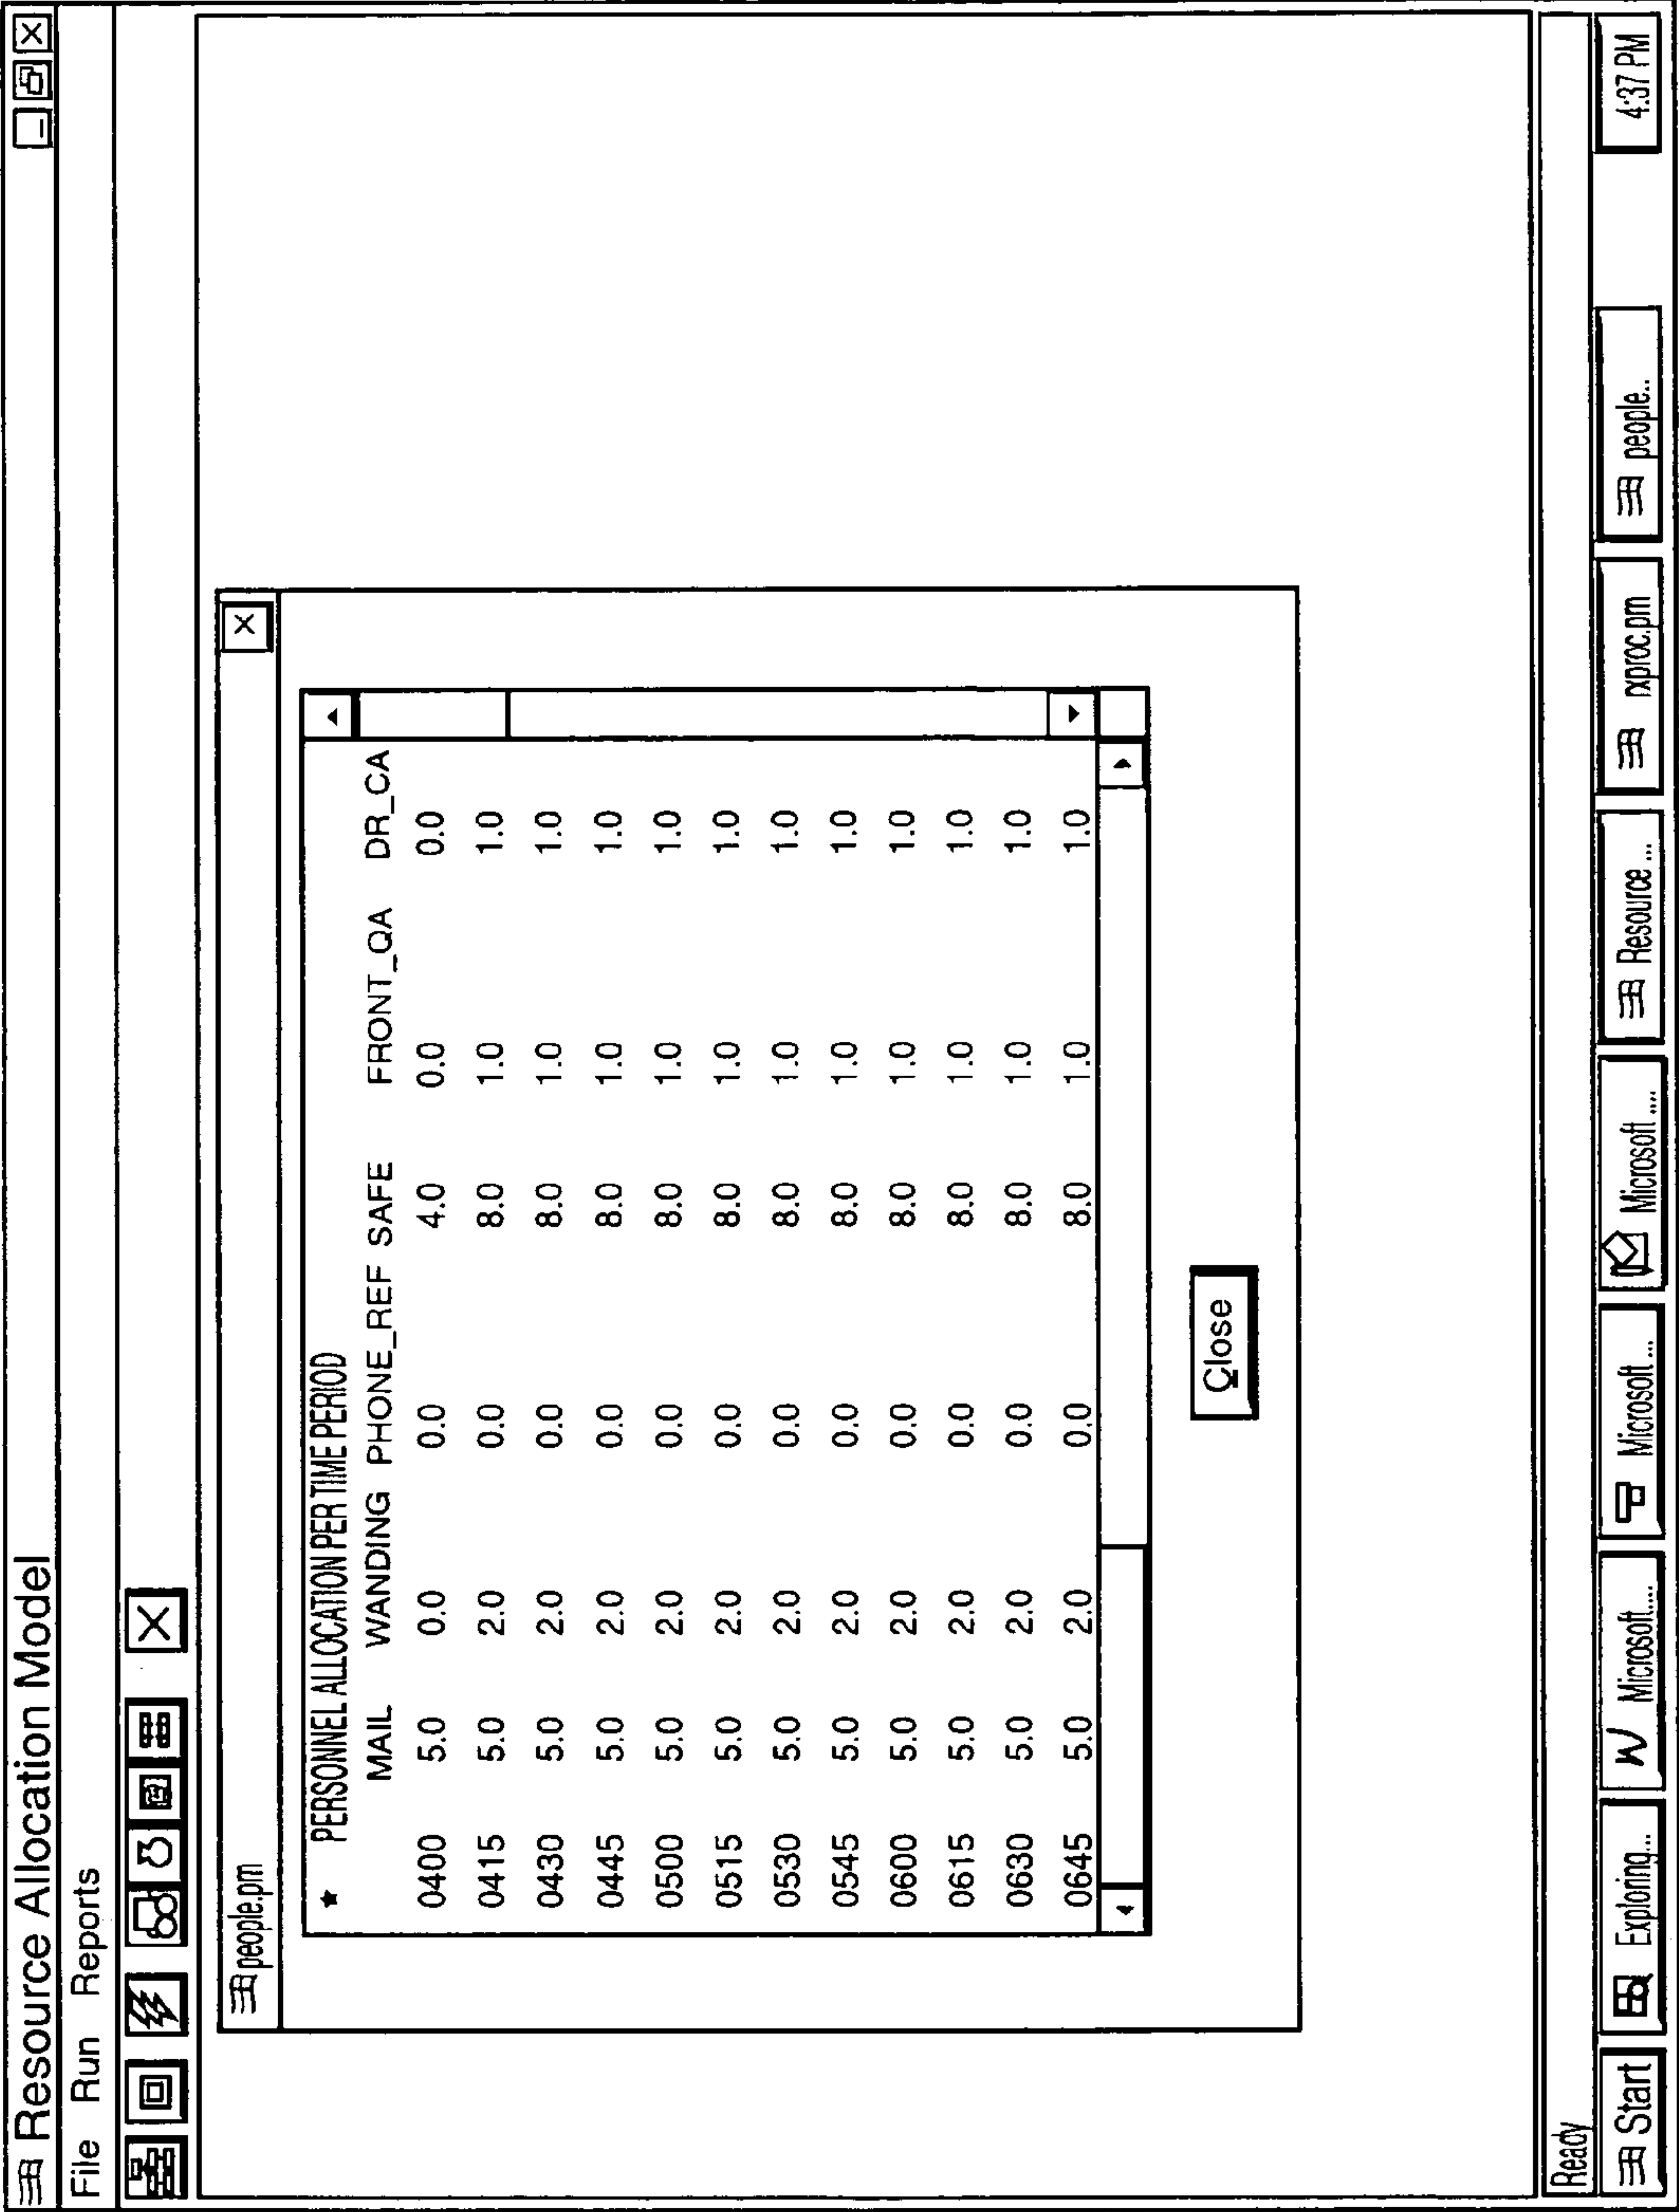 Resource Allocation Model
File Run Reports
people.pm
PERSONNEL ALLOCATION PER TIME PERIOD
MAIL WANDING PHONE_REF SAFE FRONT_QA DR_CA
0400 5.0 0.0 0.0 4.0 0.0 0.0
0415 5.0 2.0 0.0 8.0 1.0 1.0
0430 5.0 2.0 0.0 8.0 1.0 1.0
0445 5.0 2.0 0.0 8.0 1.0 1.0
0500 5.0 2.0 0.0 8.0 1.0 1.0
0515 5.0 2.0 0.0 8.0 1.0 1.0
0530 5.0 2.0 0.0 8.0 1.0 1.0
0545 5.0 2.0 0.0 8.0 1.0 1.0
0600 5.0 2.0 0.0 8.0 1.0 1.0
0615 5.0 2.0 0.0 8.0 1.0 1.0
0630 5.0 2.0 0.0 8.0 1.0 1.0
0645 5.0 2.0 0.0 8.0 1.0 1.0
Close
Ready
Start Exploring... W Microsoft.... Microsoft ... Microsoft .... Resource ... rxproc.pm people.. 4:37 PM